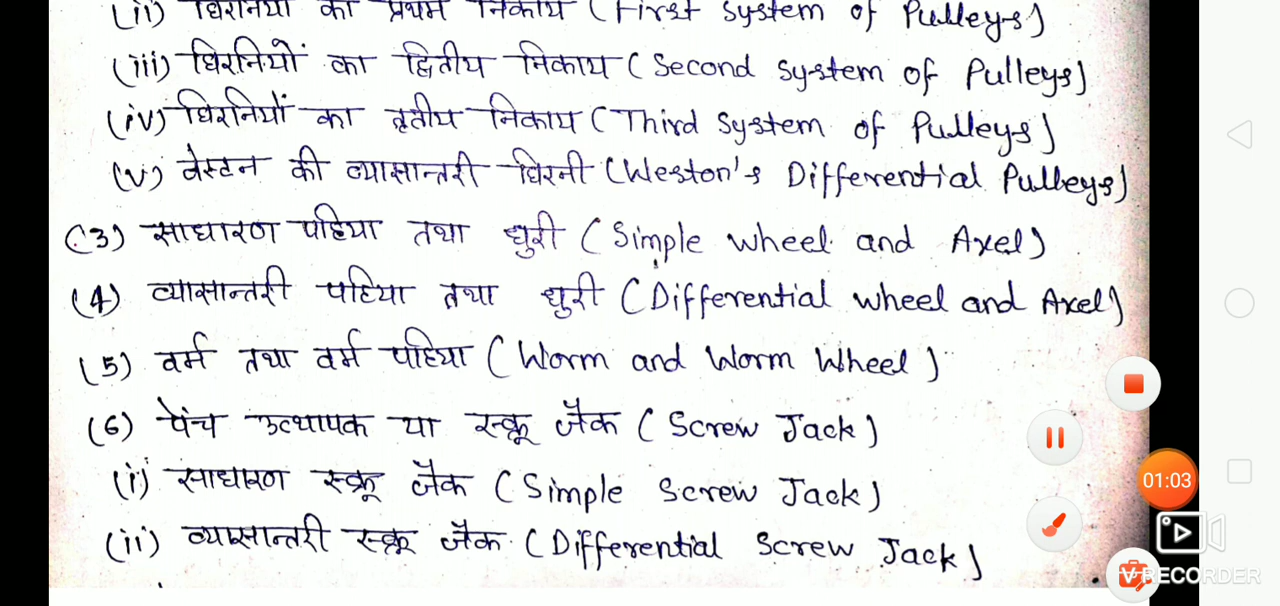 (ii) घिरनियों का प्रथम निकाय (First System of Pulleys)
(iii) घिरनियों का द्वितीय निकाय (Second System of Pulleys)
(iv) घिरनियों का तृतीय निकाय (Third System of Pulleys)
(v) वेस्टन की व्यासान्तरी घिरनी (Weston's Differential Pulleys)
(3) साधारण पहिया तथा धुरी (Simple wheel and Axel)
(4) व्यासान्तरी पहिया तथा धुरी (Differential wheel and Axel)
(5) वर्म तथा वर्म पहिया (Worm and Worm Wheel)
(6) पेंच उत्थापक या स्क्रू जैक (Screw Jack)
(i) साधारण स्क्रू जैक (Simple Screw Jack)
(ii) व्यासान्तरी स्क्रू जैक (Differential Screw Jack)
01:03
V RECORDER